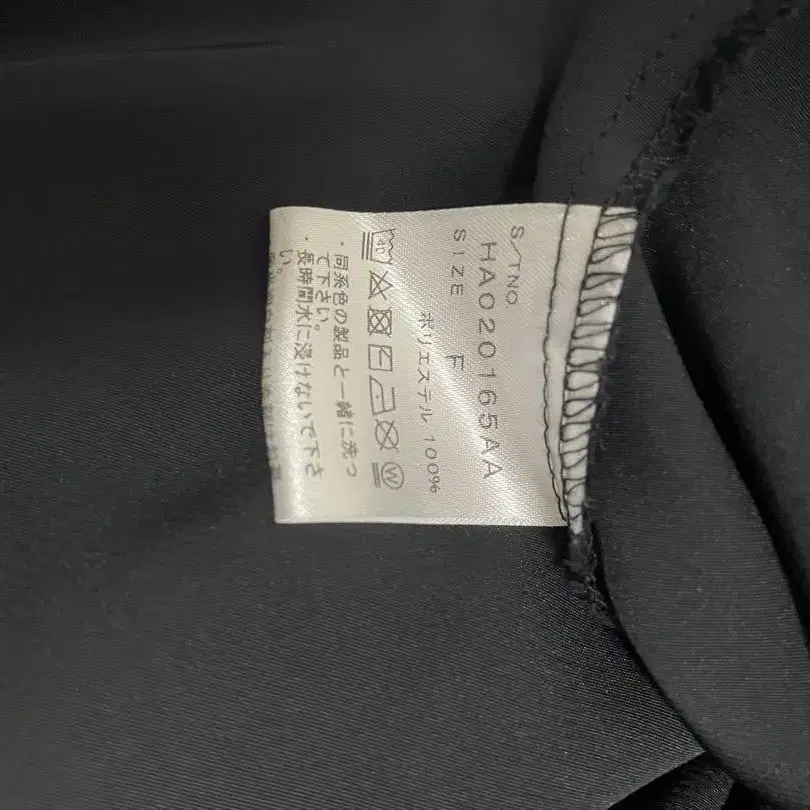 S/TNO.
HA020165AA
SIZE F
ポリエステル 100%
40
W
・同系色の製品と一緒に洗っ
て下さい。
・長時間水に浸けないで下さ
い。